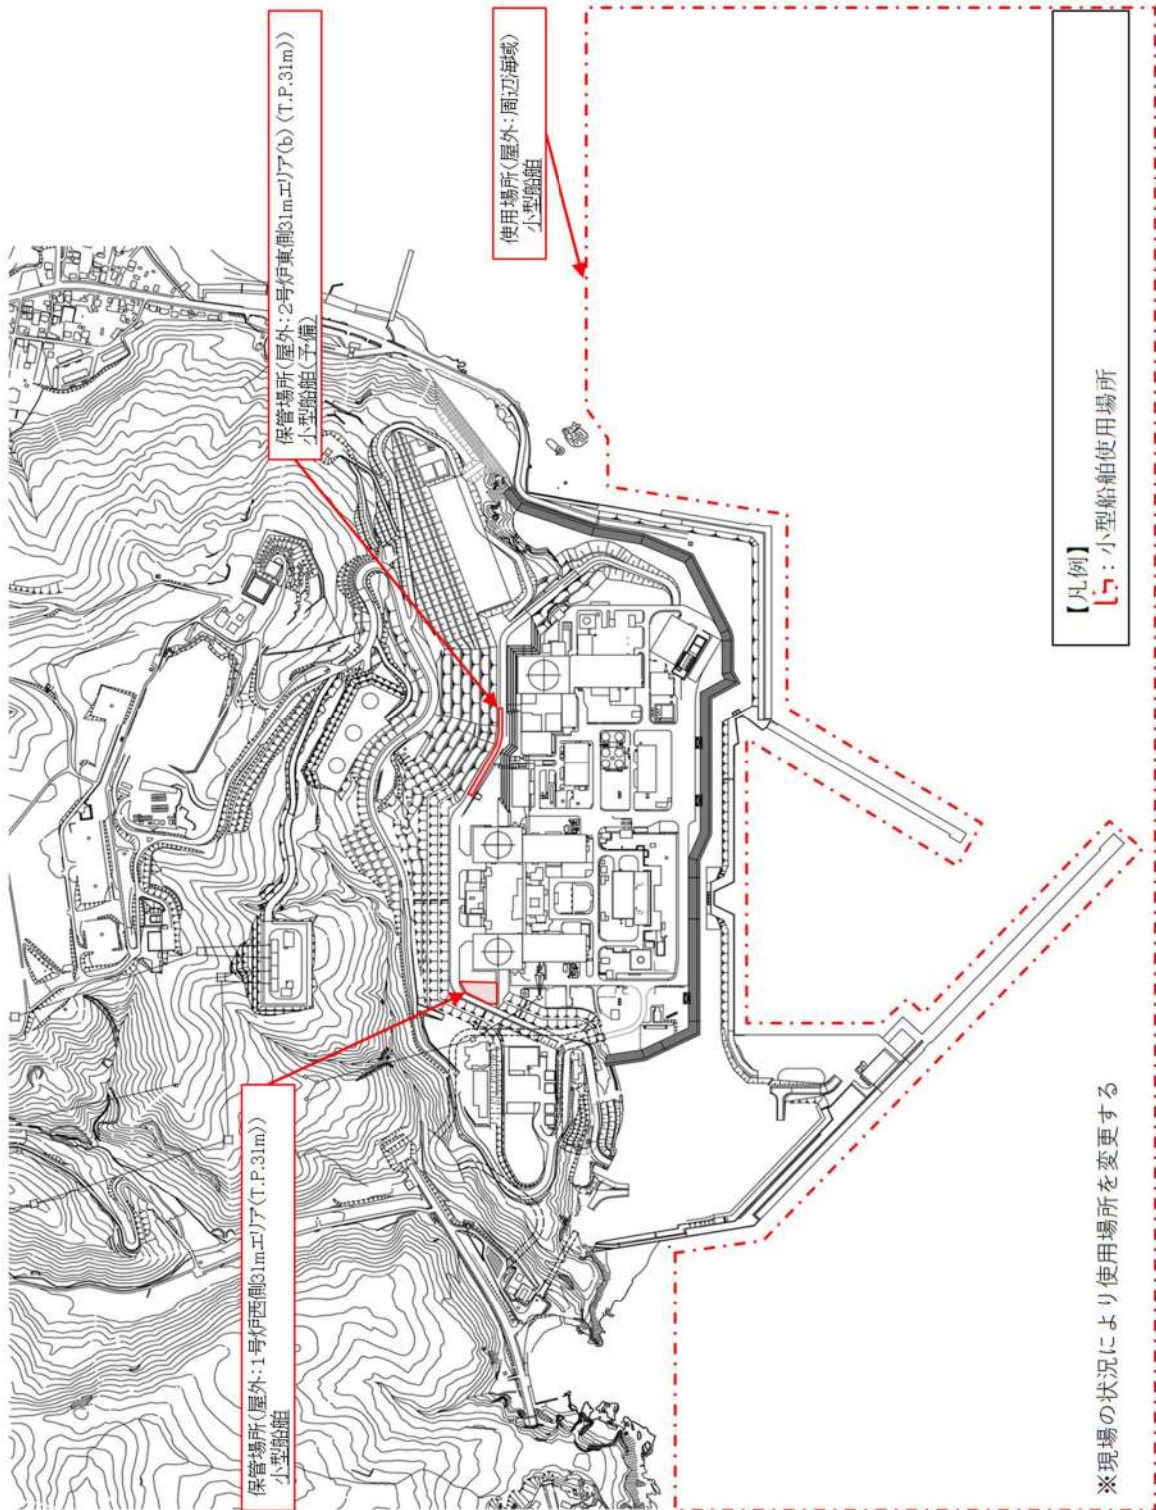 保管場所(屋外:1号炉西側31mエリア(T.P.31m))
小型船舶
保管場所(屋外:2号炉東側31mエリア(b) (T.P.31m))
小型船舶(予備)
使用場所(屋外:周辺海域)
小型船舶
【凡例】
:小型船舶使用場所
※現場の状況により使用場所を変更する